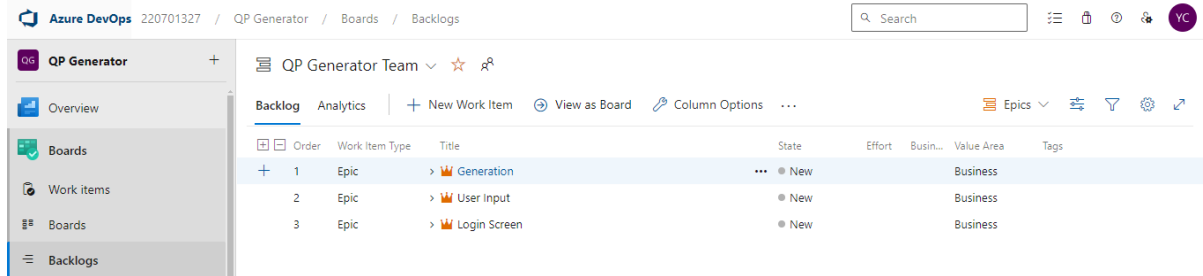 Azure DevOps 220701327 / QP Generator / Boards / Backlogs Search YC
QG QP Generator +
QP Generator Team
Overview
Backlog Analytics + New Work Item View as Board Column Options ... Epics
Boards
Order Work Item Type Title State Effort Busin... Value Area Tags
+ 1 Epic > Generation ... New Business
Work items
2 Epic > User Input New Business
Boards
3 Epic > Login Screen New Business
Backlogs